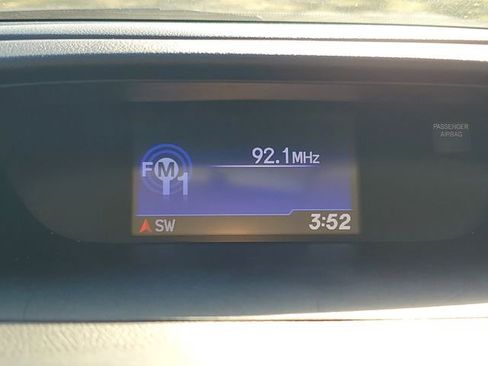 92.1MHz
FM1
SW
3:52
PASSENGER
AIRBAG